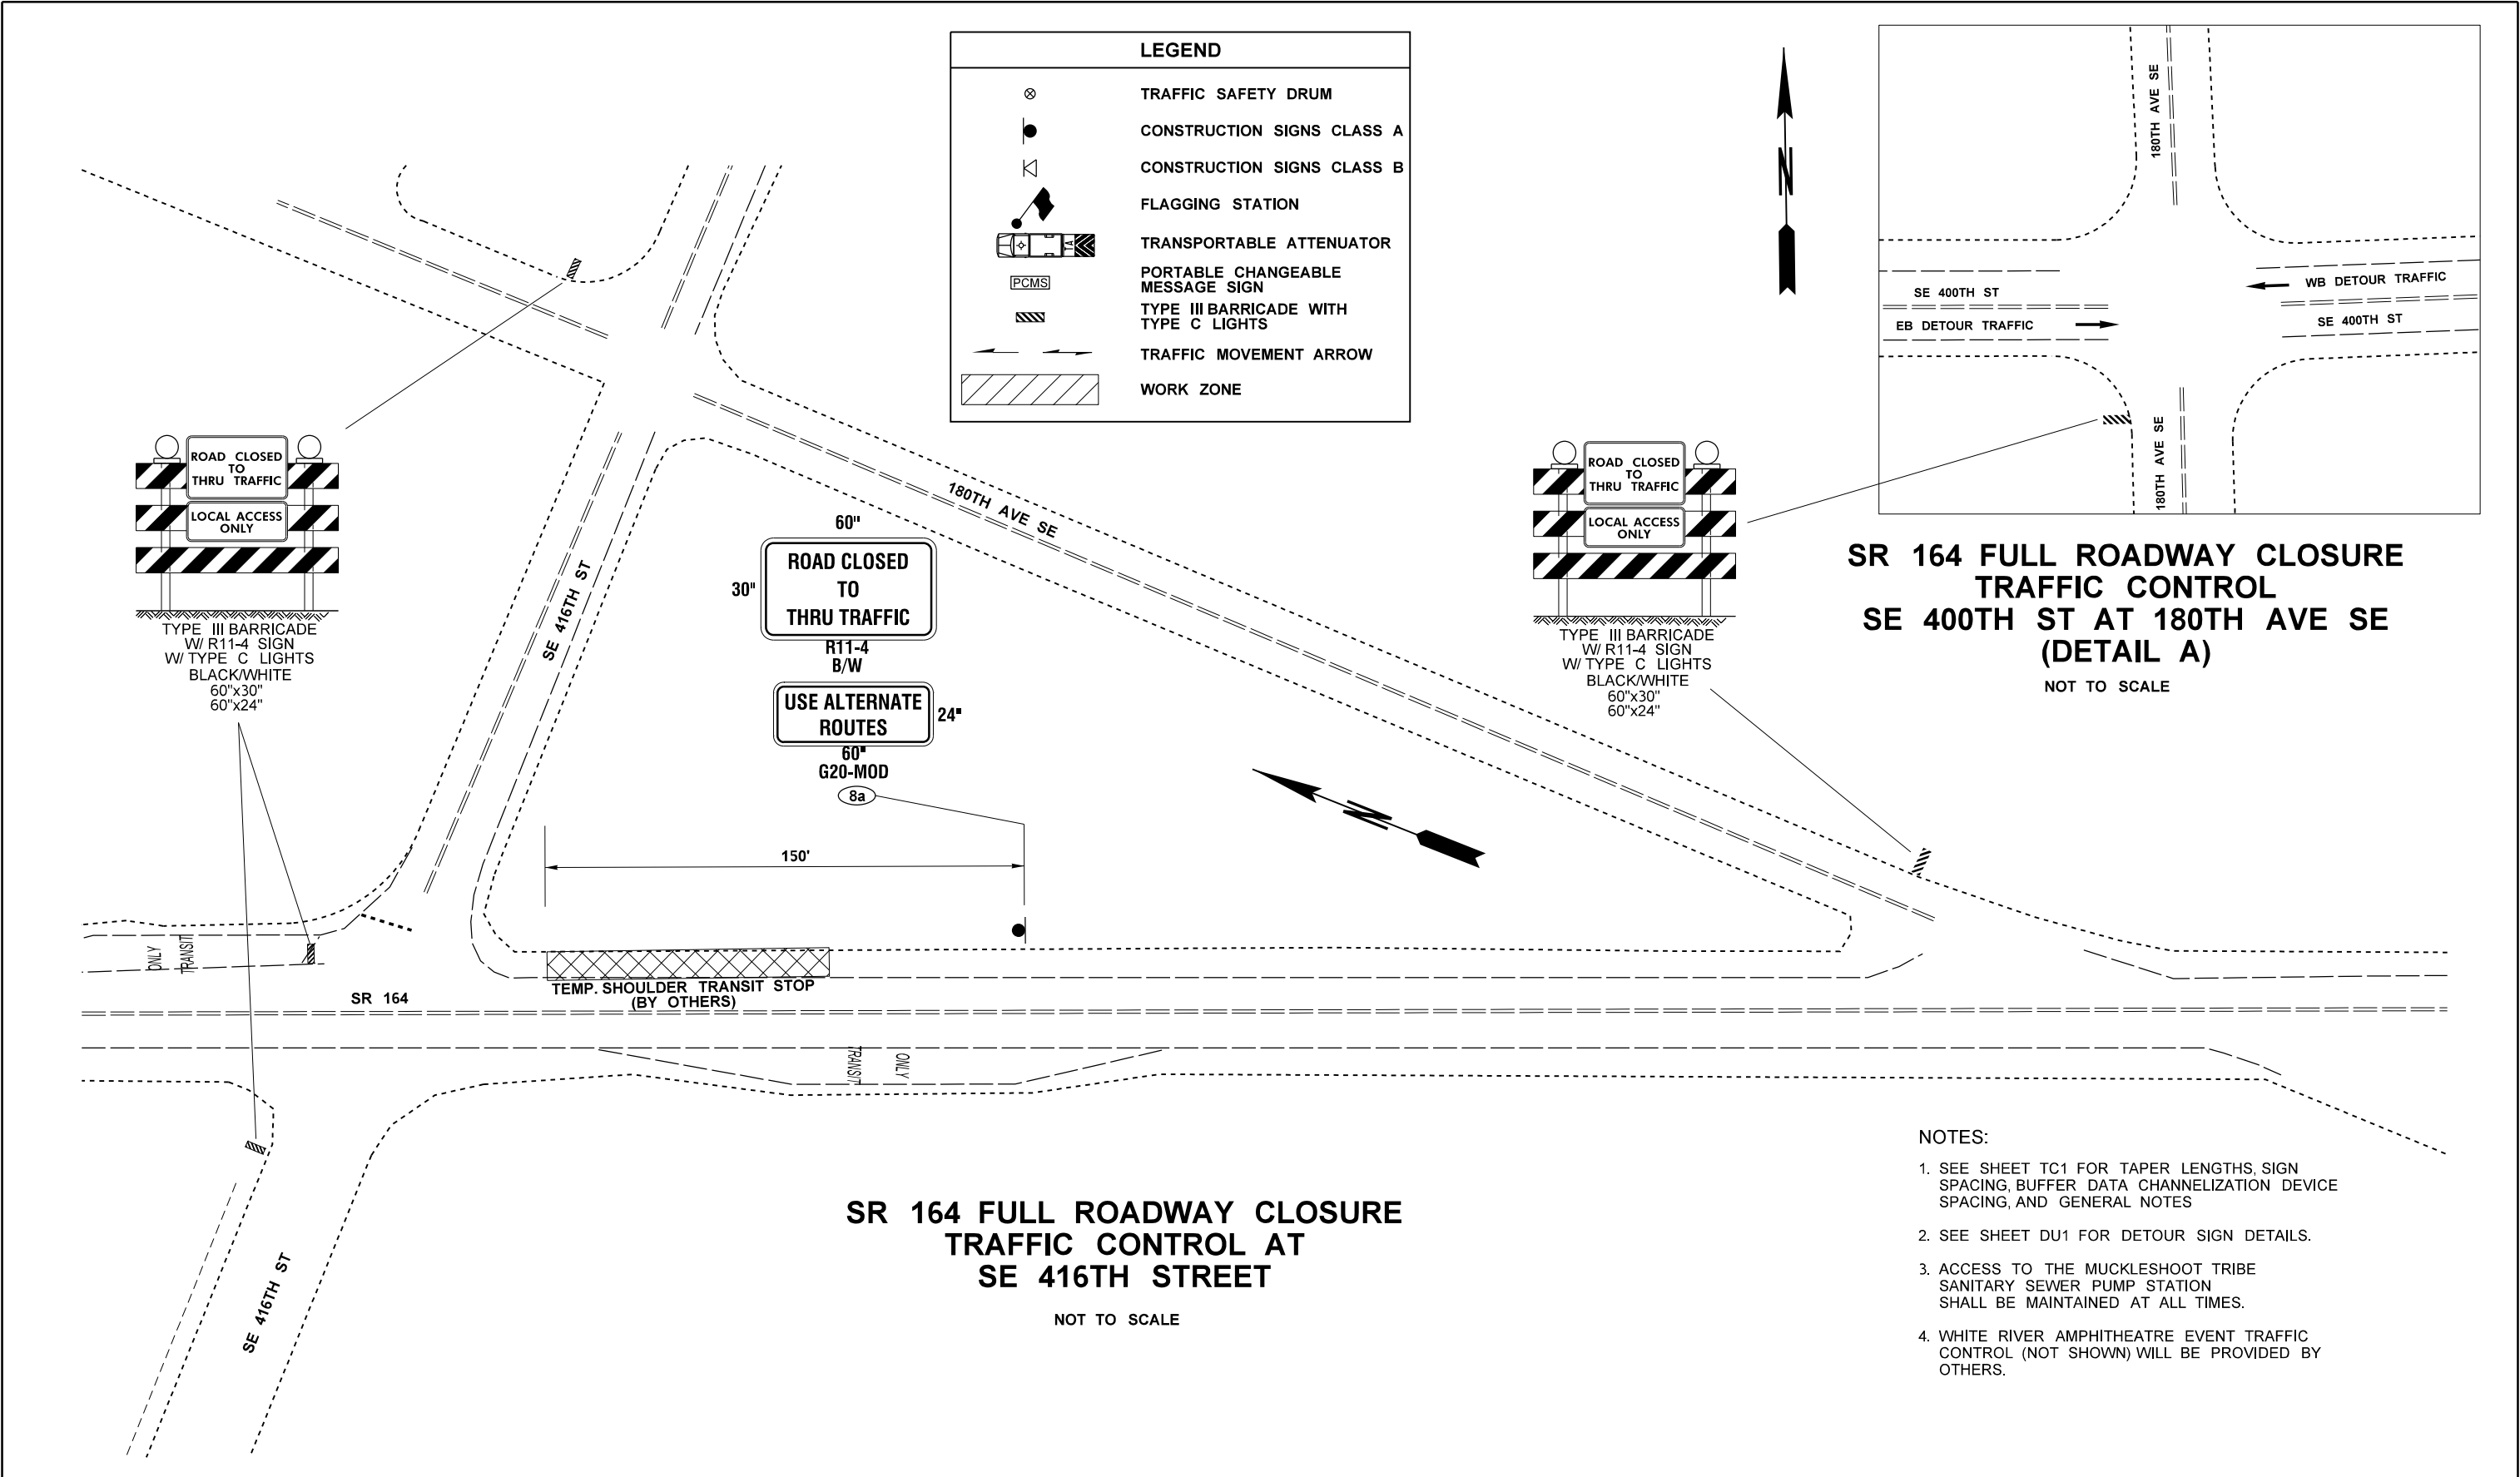 LEGEND
TRAFFIC SAFETY DRUM
CONSTRUCTION SIGNS CLASS A
CONSTRUCTION SIGNS CLASS B
FLAGGING STATION
TA
TRANSPORTABLE ATTENUATOR
PCMS
PORTABLE CHANGEABLE
MESSAGE SIGN
TYPE III BARRICADE WITH
TYPE C LIGHTS
TRAFFIC MOVEMENT ARROW
WORK ZONE
N
180TH AVE SE
SE 400TH ST
EB DETOUR TRAFFIC
WB DETOUR TRAFFIC
SE 400TH ST
180TH AVE SE
SR 164 FULL ROADWAY CLOSURE
TRAFFIC CONTROL
SE 400TH ST AT 180TH AVE SE
(DETAIL A)
NOT TO SCALE
ROAD CLOSED
TO
THRU TRAFFIC
LOCAL ACCESS
ONLY
TYPE III BARRICADE
W/ R11-4 SIGN
W/ TYPE C LIGHTS
BLACK/WHITE
60"x30"
60"x24"
SE 416TH ST
180TH AVE SE
60"
30"
ROAD CLOSED
TO
THRU TRAFFIC
R11-4
B/W
USE ALTERNATE
ROUTES
24"
60"
G20-MOD
8a
150'
ROAD CLOSED
TO
THRU TRAFFIC
LOCAL ACCESS
ONLY
TYPE III BARRICADE
W/ R11-4 SIGN
W/ TYPE C LIGHTS
BLACK/WHITE
60"x30"
60"x24"
N
ONLY
TRANSIT
SR 164
TEMP. SHOULDER TRANSIT STOP
(BY OTHERS)
TRANSIT
ONLY
SE 416TH ST
SR 164 FULL ROADWAY CLOSURE
TRAFFIC CONTROL AT
SE 416TH STREET
NOT TO SCALE
NOTES:
1. SEE SHEET TC1 FOR TAPER LENGTHS, SIGN
SPACING, BUFFER DATA CHANNELIZATION DEVICE
SPACING, AND GENERAL NOTES
2. SEE SHEET DU1 FOR DETOUR SIGN DETAILS.
3. ACCESS TO THE MUCKLESHOOT TRIBE
SANITARY SEWER PUMP STATION
SHALL BE MAINTAINED AT ALL TIMES.
4. WHITE RIVER AMPHITHEATRE EVENT TRAFFIC
CONTROL (NOT SHOWN) WILL BE PROVIDED BY
OTHERS.